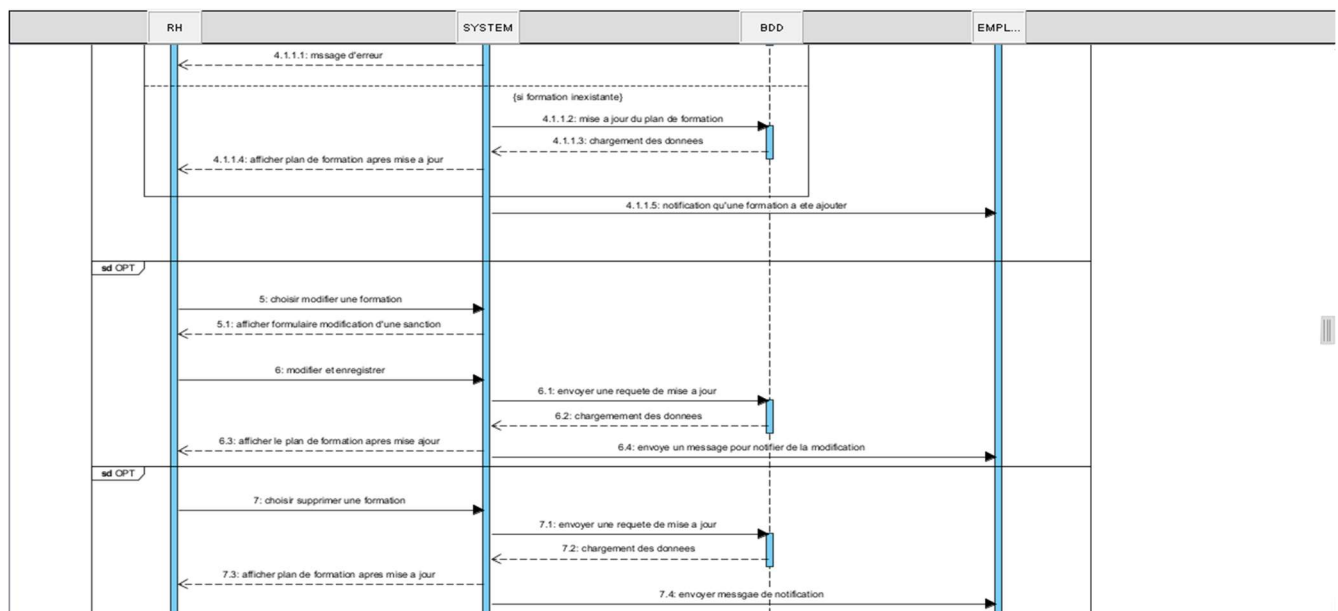 RH
SYSTEM
BDD
EMPL...
4.1.1.1: mssage d'erreur
{si formation inexistante}
4.1.1.2: mise a jour du plan de formation
4.1.1.3: chargement des donnees
4.1.1.4: afficher plan de formation apres mise a jour
4.1.1.5: notification qu'une formation a ete ajouter
sd OPT
5: choisir modifier une formation
5.1: afficher formulaire modification d'une sanction
6: modifier et enregistrer
6.1: envoyer une requete de mise a jour
6.2: chargemement des donnees
6.3: afficher le plan de formation apres mise ajour
6.4: envoye un message pour notifier de la modification
sd OPT
7: choisir supprimer une formation
7.1: envoyer une requete de mise a jour
7.2: chargement des donnees
7.3: afficher plan de formation apres mise a jour
7.4: envoyer messgae de notification